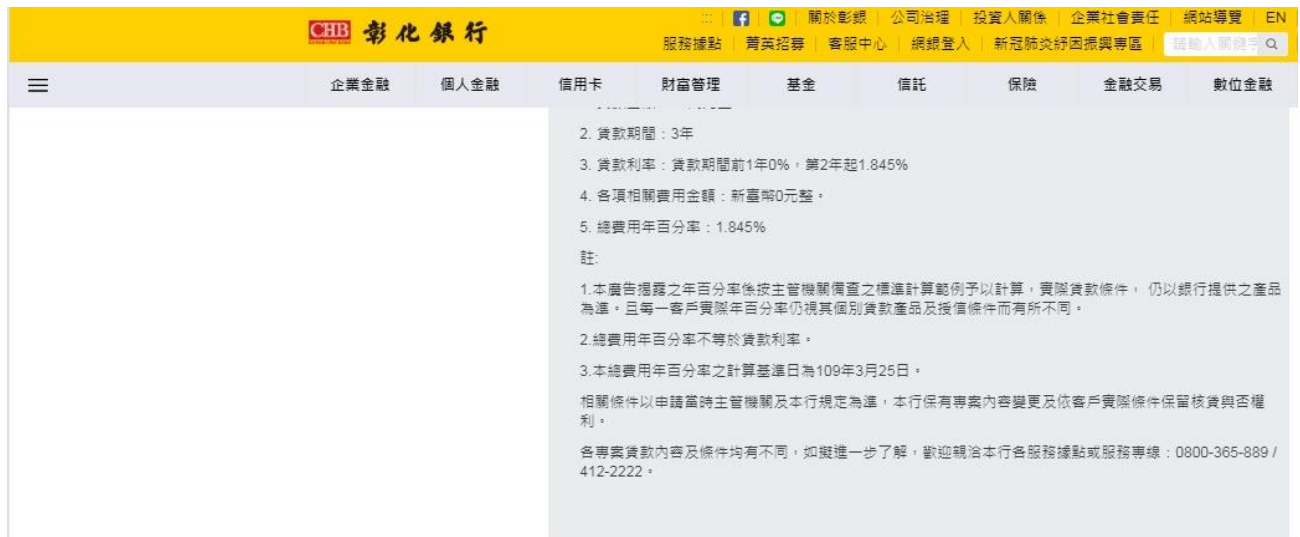 CHB 彰化銀行
關於彰銀 公司治理 投資人關係 企業社會責任 網站導覽 EN
服務據點 菁英招募 客服中心 網銀登入 新冠肺炎紓困振興專區 請輸入關鍵字
企業金融 個人金融 信用卡 財富管理 基金 信託 保險 金融交易 數位金融
2. 貸款期間：3年
3. 貸款利率：貸款期間前1年0%，第2年起1.845%
4. 各項相關費用金額：新臺幣0元整。
5. 總費用年百分率：1.845%
註:
1.本廣告揭露之年百分率係按主管機關備查之標準計算範例予以計算，實際貸款條件， 仍以銀行提供之產品
為準。且每一客戶實際年百分率仍視其個別貸款產品及授信條件而有所不同。
2.總費用年百分率不等於貸款利率。
3.本總費用年百分率之計算基準日為109年3月25日。
相關條件以申請當時主管機關及本行規定為準，本行保有專案內容變更及依客戶實際條件保留核貸與否權
利。
各專案貸款內容及條件均有不同，如擬進一步了解，歡迎親洽本行各服務據點或服務專線：0800-365-889 /
412-2222。